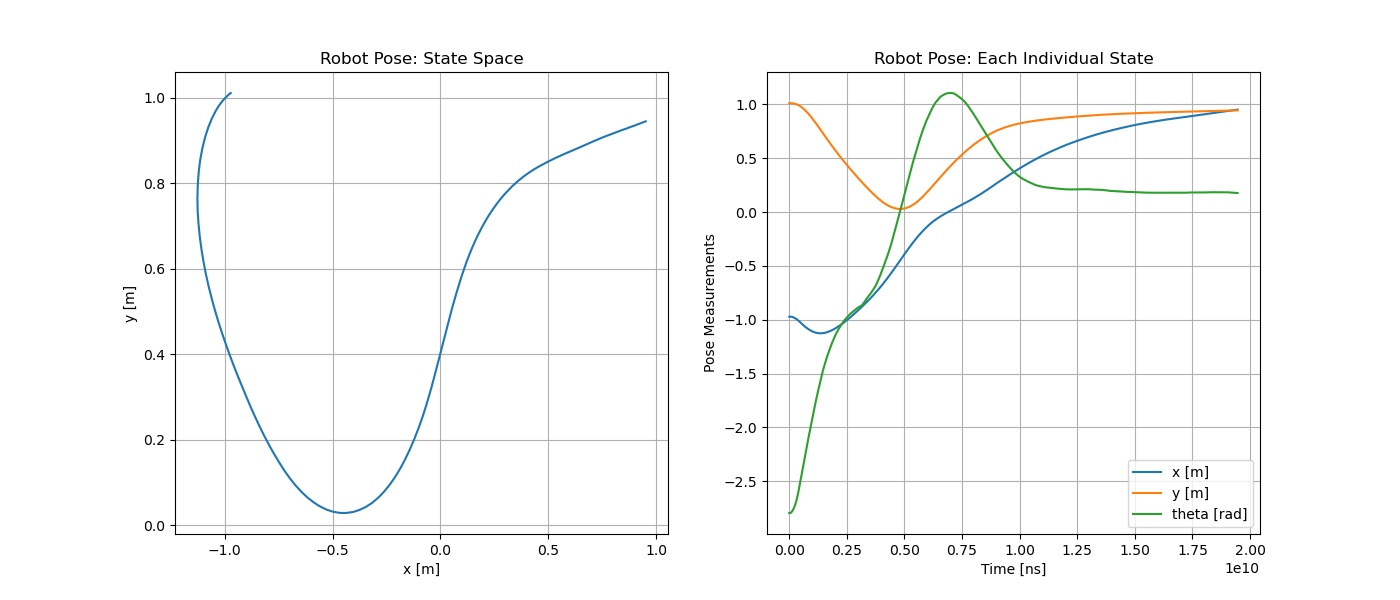 Robot Pose: State Space
y [m]
1.0
0.8
0.6
0.4
0.2
0.0
−1.0 −0.5 0.0 0.5 1.0
x [m]
Robot Pose: Each Individual State
Pose Measurements
1.0
0.5
0.0
−0.5
−1.0
−1.5
−2.0
−2.5
x [m]
y [m]
theta [rad]
0.00 0.25 0.50 0.75 1.00 1.25 1.50 1.75 2.00
Time [ns]
1e10